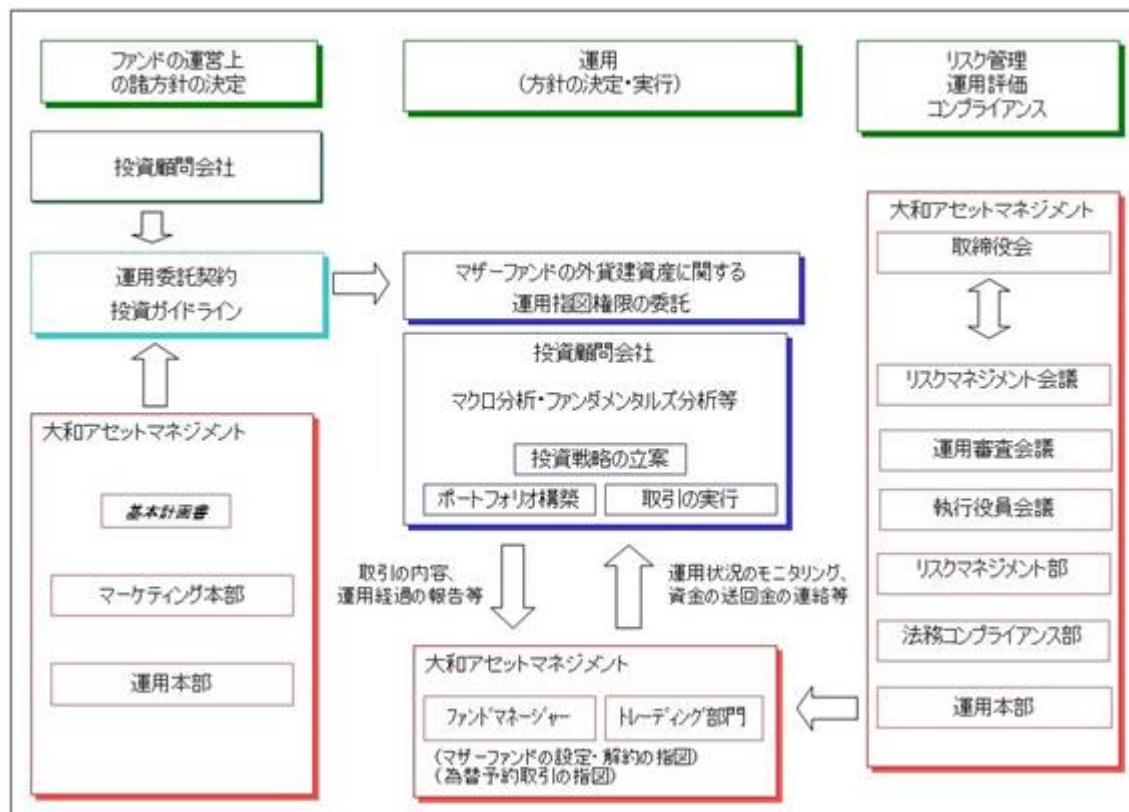 ファンドの運営上
の諸方針の決定
運用
(方針の決定・実行)
リスク管理
運用評価
コンプライアンス
投資顧問会社
運用委託契約
投資ガイドライン
大和アセットマネジメント
基本計画書
マーケティング本部
運用本部
マザーファンドの外貨建資産に関する
運用指図権限の委託
投資顧問会社
マクロ分析・ファンダメンタルズ分析等
投資戦略の立案
ポートフォリオ構築
取引の実行
取引の内容、
運用経過の報告等
運用状況のモニタリング、
資金の送回金の連絡等
大和アセットマネジメント
ファンドマネージャー
トレーディング部門
(マザーファンドの設定・解約の指図)
(為替予約取引の指図)
大和アセットマネジメント
取締役会
リスクマネジメント会議
運用審査会議
執行役員会議
リスクマネジメント部
法務コンプライアンス部
運用本部